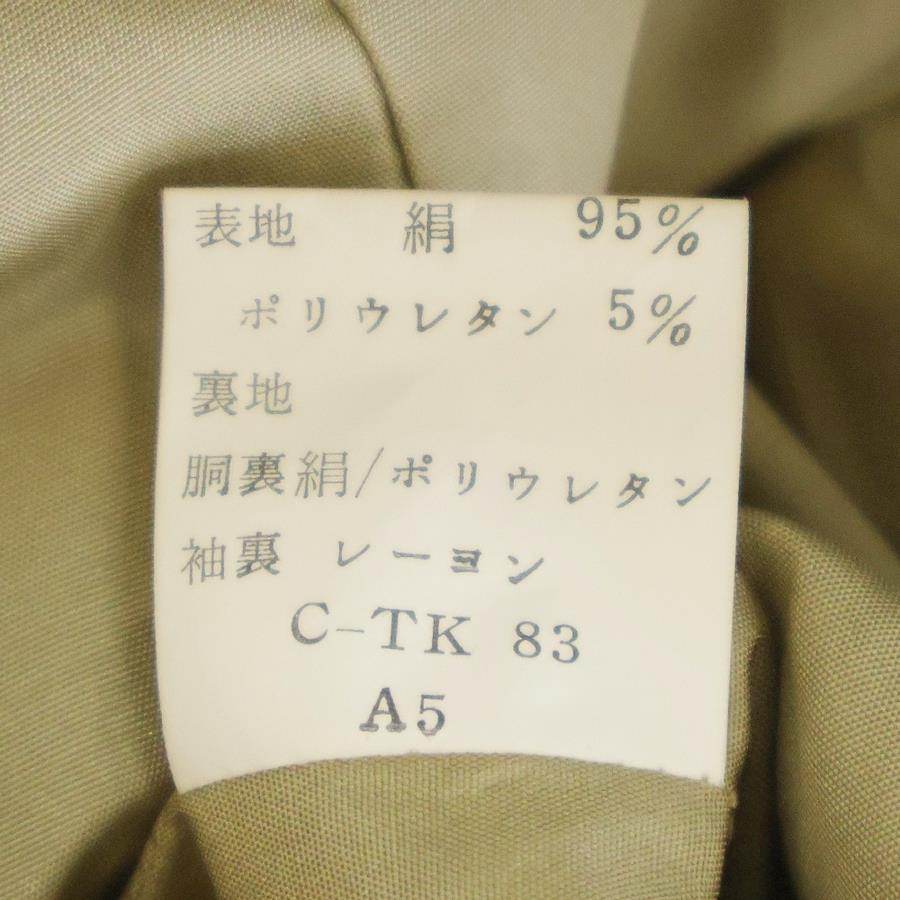 表地 絹 95%
ポリウレタン 5%
裏地
胴裏絹/ポリウレタン
袖裏 レーヨン
C-TK 83
A5